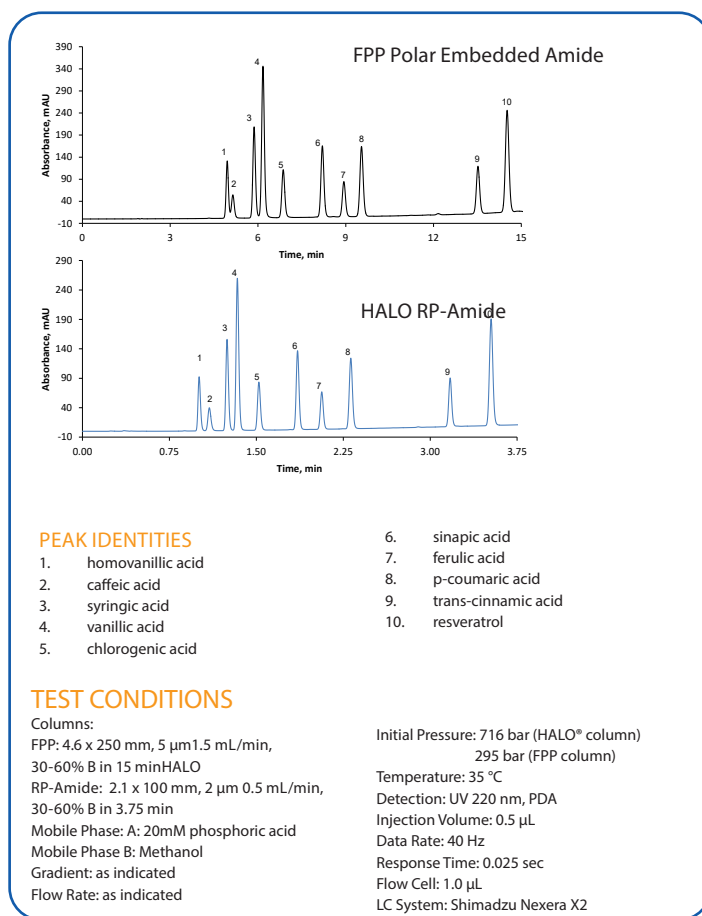 FPP Polar Embedded Amide
Absorbance, mAU
390
340
290
240
190
140
90
40
-10
1
2
3
4
5
6
7
8
9
10
0
3
6
9
12
15
Time, min
HALO RP-Amide
Absorbance, mAU
290
240
190
140
90
40
-10
1
2
3
4
5
6
7
8
9
0.00
0.75
1.50
2.25
3.00
3.75
Time, min
PEAK IDENTITIES
1. homovanillic acid
2. caffeic acid
3. syringic acid
4. vanillic acid
5. chlorogenic acid
6. sinapic acid
7. ferulic acid
8. p-coumaric acid
9. trans-cinnamic acid
10. resveratrol
TEST CONDITIONS
Columns:
FPP: 4.6 x 250 mm, 5 µm1.5 mL/min,
30-60% B in 15 minHALO
RP-Amide: 2.1 x 100 mm, 2 µm 0.5 mL/min,
30-60% B in 3.75 min
Mobile Phase: A: 20mM phosphoric acid
Mobile Phase B: Methanol
Gradient: as indicated
Flow Rate: as indicated
Initial Pressure: 716 bar (HALO® column)
295 bar (FPP column)
Temperature: 35 °C
Detection: UV 220 nm, PDA
Injection Volume: 0.5 µL
Data Rate: 40 Hz
Response Time: 0.025 sec
Flow Cell: 1.0 µL
LC System: Shimadzu Nexera X2